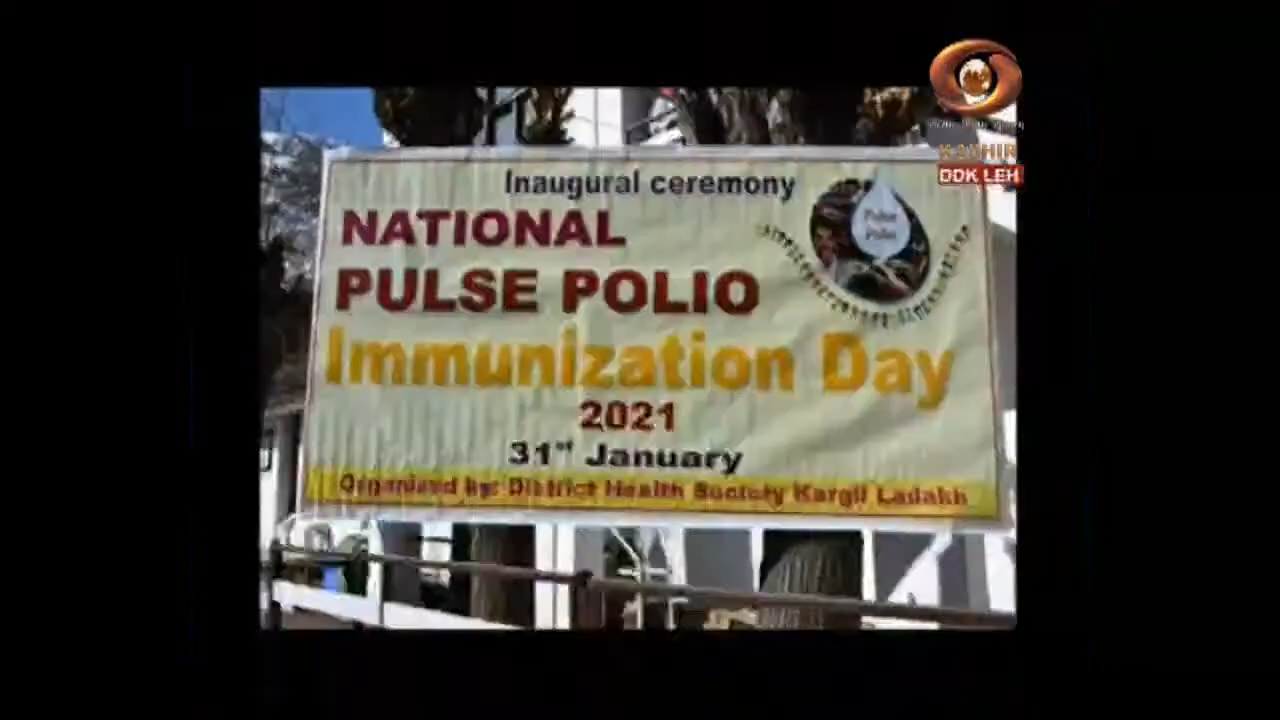 KASHIR
DDK LEH
Inaugural ceremony
NATIONAL
PULSE POLIO
Immunization Day
2021
31st January
Organised by: District Health Society Kargil Ladakh
Pulse
Polio